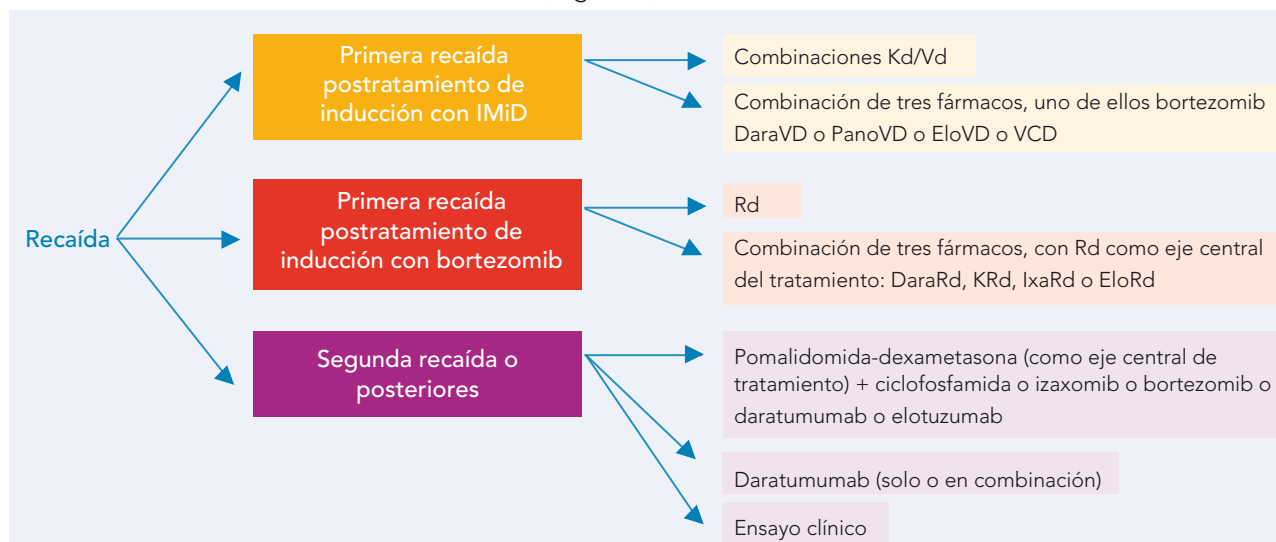 Recaída
Primera recaída
postratamiento de
inducción con IMiD
Combinaciones Kd/Vd
Combinación de tres fármacos, uno de ellos bortezomib
DaraVD o PanoVD o EloVD o VCD
Primera recaída
postratamiento de
inducción con bortezomib
Rd
Combinación de tres fármacos, con Rd como eje central
del tratamiento: DaraRd, KRd, IxaRd o EloRd
Segunda recaída o
posteriores
Pomalidomida-dexametasona (como eje central de
tratamiento) + ciclofosfamida o izaxomib o bortezomib o
daratumumab o elotuzumab
Daratumumab (solo o en combinación)
Ensayo clínico